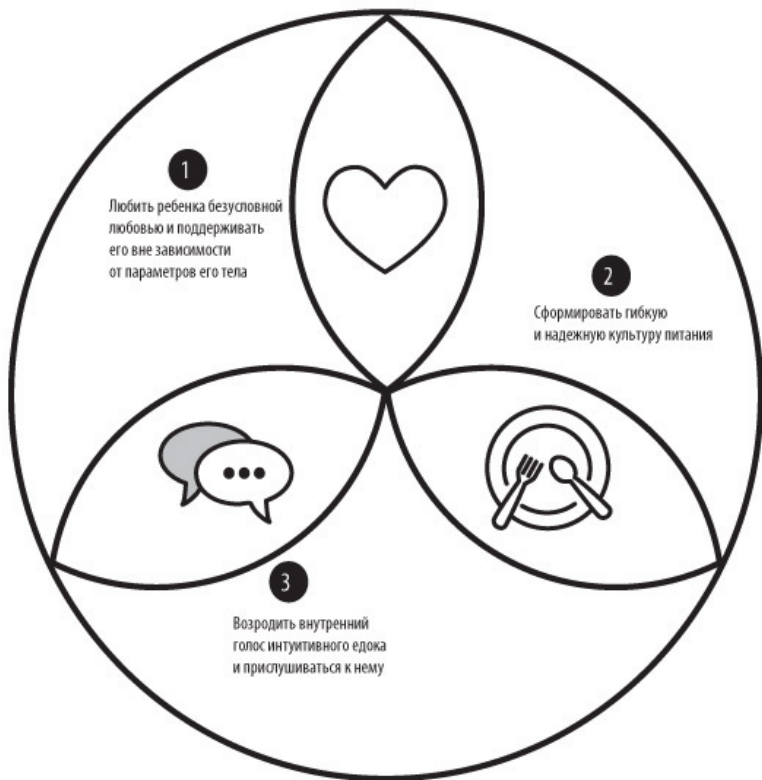 1
Любить ребенка безусловной
любовью и поддерживать
его вне зависимости
от параметров его тела
2
Сформировать гибкую
и надежную культуру питания
3
Возродить внутренний
голос интуитивного едока
и прислушиваться к нему